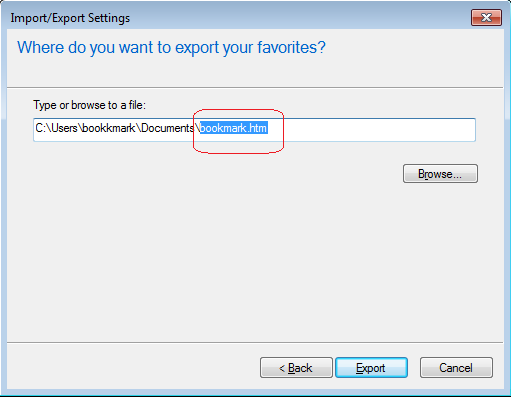 Import/Export Settings
Where do you want to export your favorites?
Type or browse to a file:
C:\Users\bookkmark\Documents\bookmark.htm
Browse...
< Back
Export
Cancel